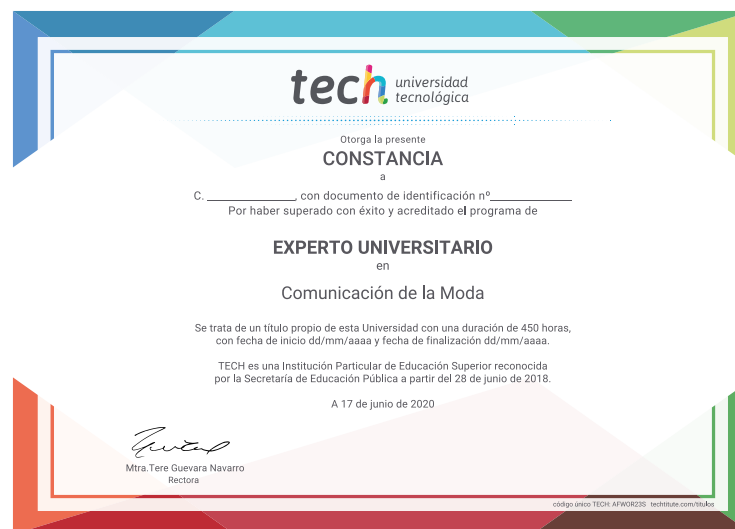 tech universidad
tecnológica
Otorga la presente
CONSTANCIA
a
C. ______________, con documento de identificación nº_____________
Por haber superado con éxito y acreditado el programa de
EXPERTO UNIVERSITARIO
en
Comunicación de la Moda
Se trata de un título propio de esta Universidad con una duración de 450 horas,
con fecha de inicio dd/mm/aaaa y fecha de finalización dd/mm/aaaa.
TECH es una Institución Particular de Educación Superior reconocida
por la Secretaría de Educación Pública a partir del 28 de junio de 2018.
A 17 de junio de 2020
Mtra.Tere Guevara Navarro
Rectora
código único TECH: AFWOR23S techtitute.com/titulos